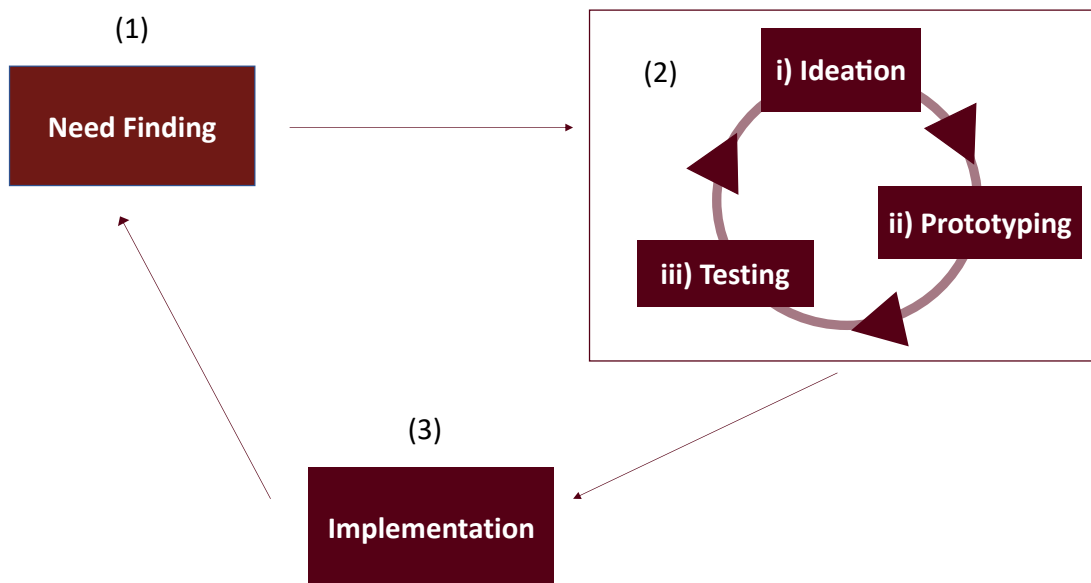 (1)
Need Finding
(2)
i) Ideation
ii) Prototyping
iii) Testing
(3)
Implementation